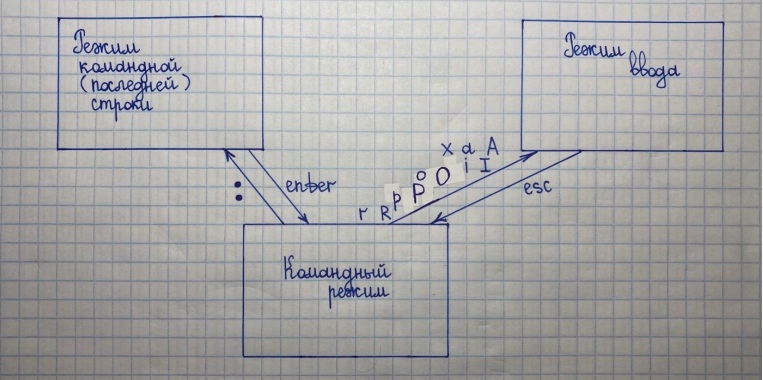 Режим
командной
(последней)
строки
Режим
ввода
:
enter
x d A
i I
o O
p P
r R
esc
Командный
режим